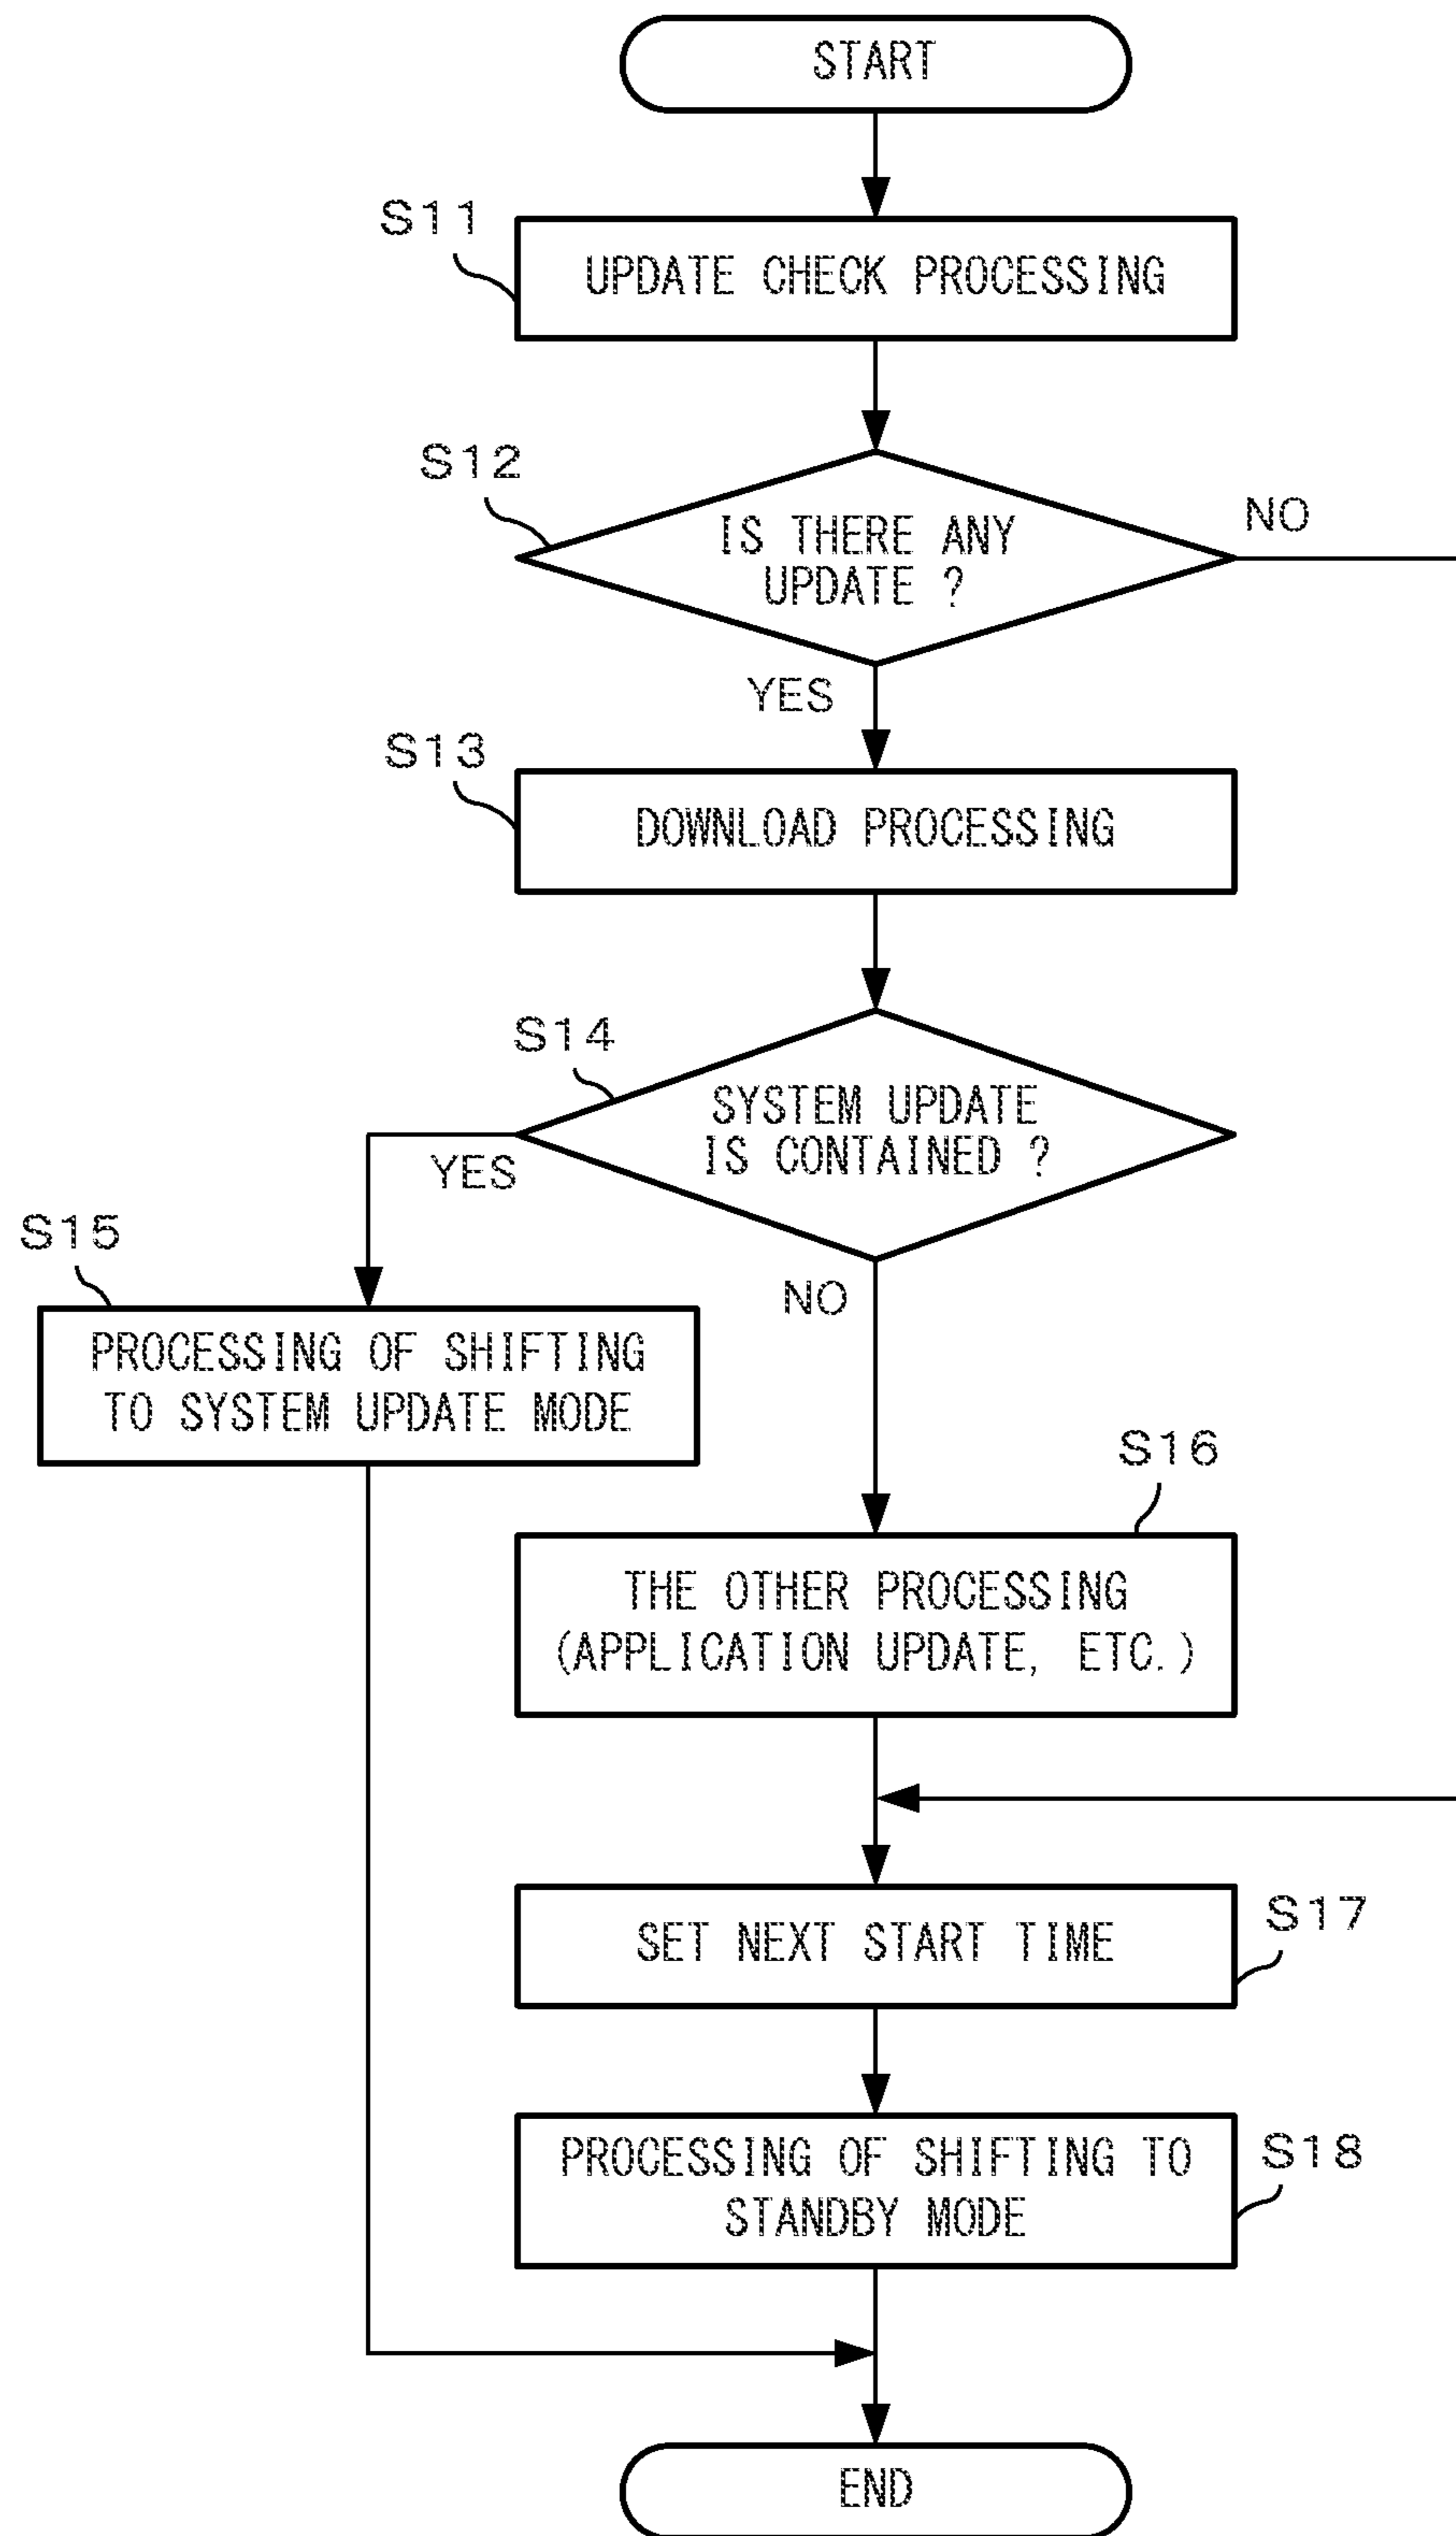 START
S11
UPDATE CHECK PROCESSING
S12
IS THERE ANY
UPDATE ?
NO
YES
S13
DOWNLOAD PROCESSING
S14
SYSTEM UPDATE
IS CONTAINED ?
YES
NO
S15
PROCESSING OF SHIFTING
TO SYSTEM UPDATE MODE
S16
THE OTHER PROCESSING
(APPLICATION UPDATE, ETC.)
S17
SET NEXT START TIME
S18
PROCESSING OF SHIFTING TO
STANDBY MODE
END